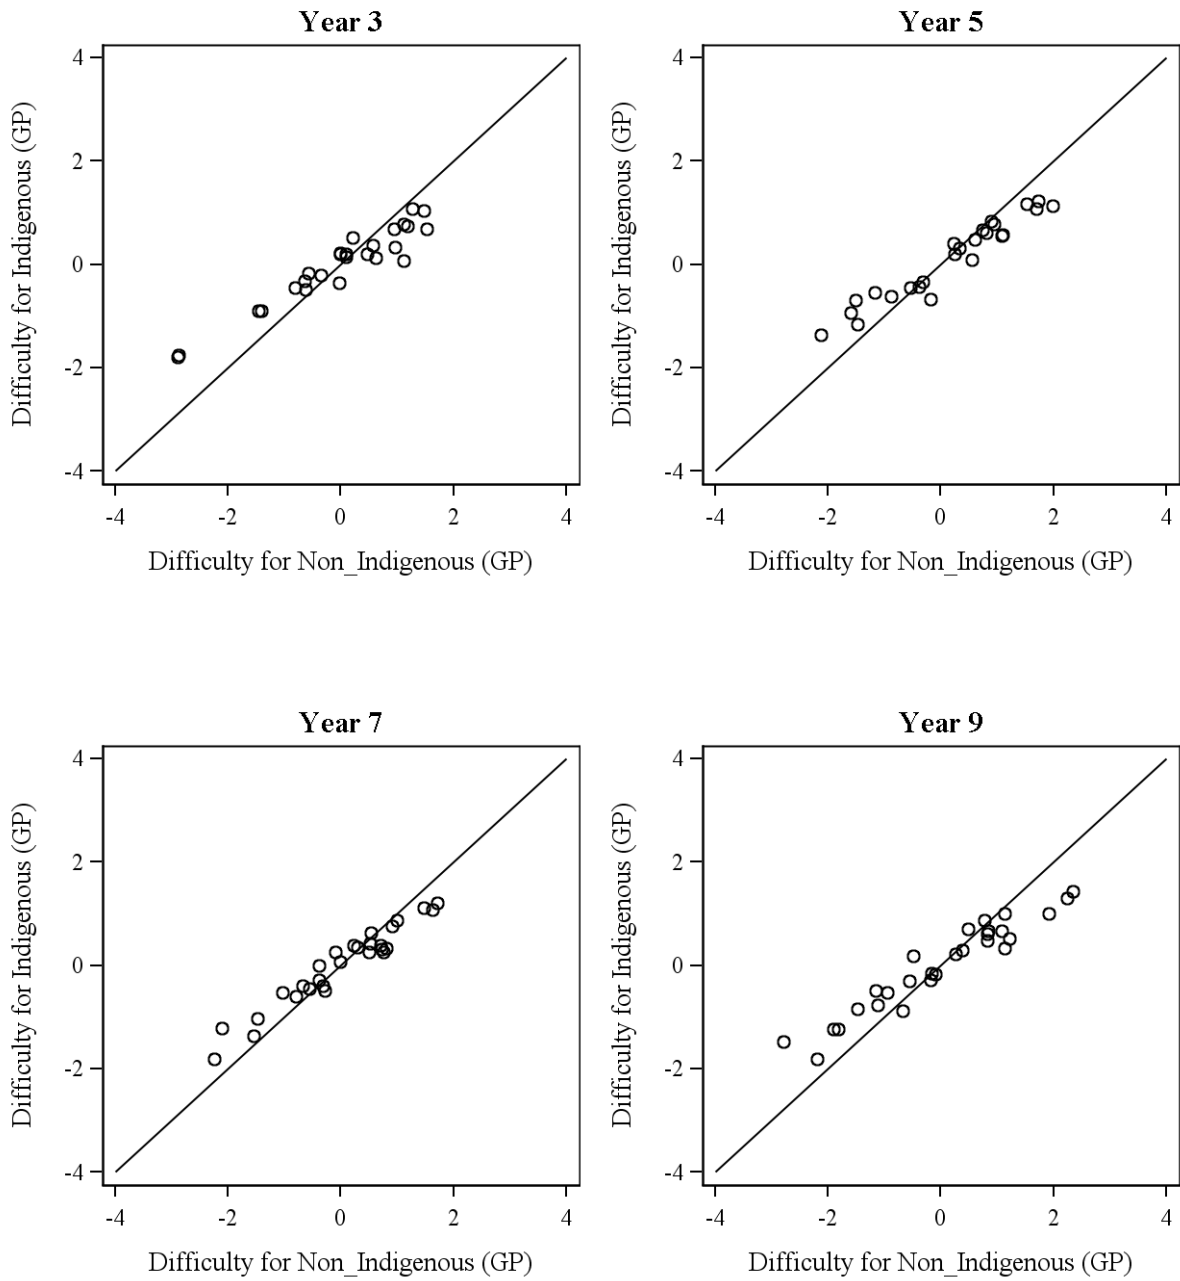 Year 3
Difficulty for Indigenous (GP)
4
2
0
-2
-4
-4 -2 0 2 4
Difficulty for Non_Indigenous (GP)
Year 5
Difficulty for Indigenous (GP)
4
2
0
-2
-4
-4 -2 0 2 4
Difficulty for Non_Indigenous (GP)
Year 7
Difficulty for Indigenous (GP)
4
2
0
-2
-4
-4 -2 0 2 4
Difficulty for Non_Indigenous (GP)
Year 9
Difficulty for Indigenous (GP)
4
2
0
-2
-4
-4 -2 0 2 4
Difficulty for Non_Indigenous (GP)